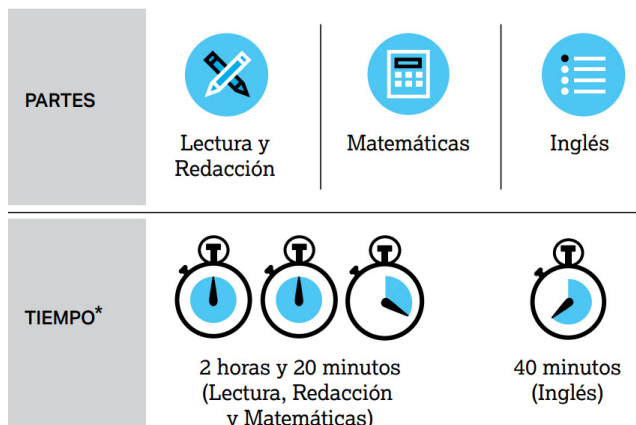 PARTES
Lectura y
Redacción
Matemáticas
Inglés
TIEMPO*
2 horas y 20 minutos
(Lectura, Redacción
y Matemáticas)
40 minutos
(Inglés)